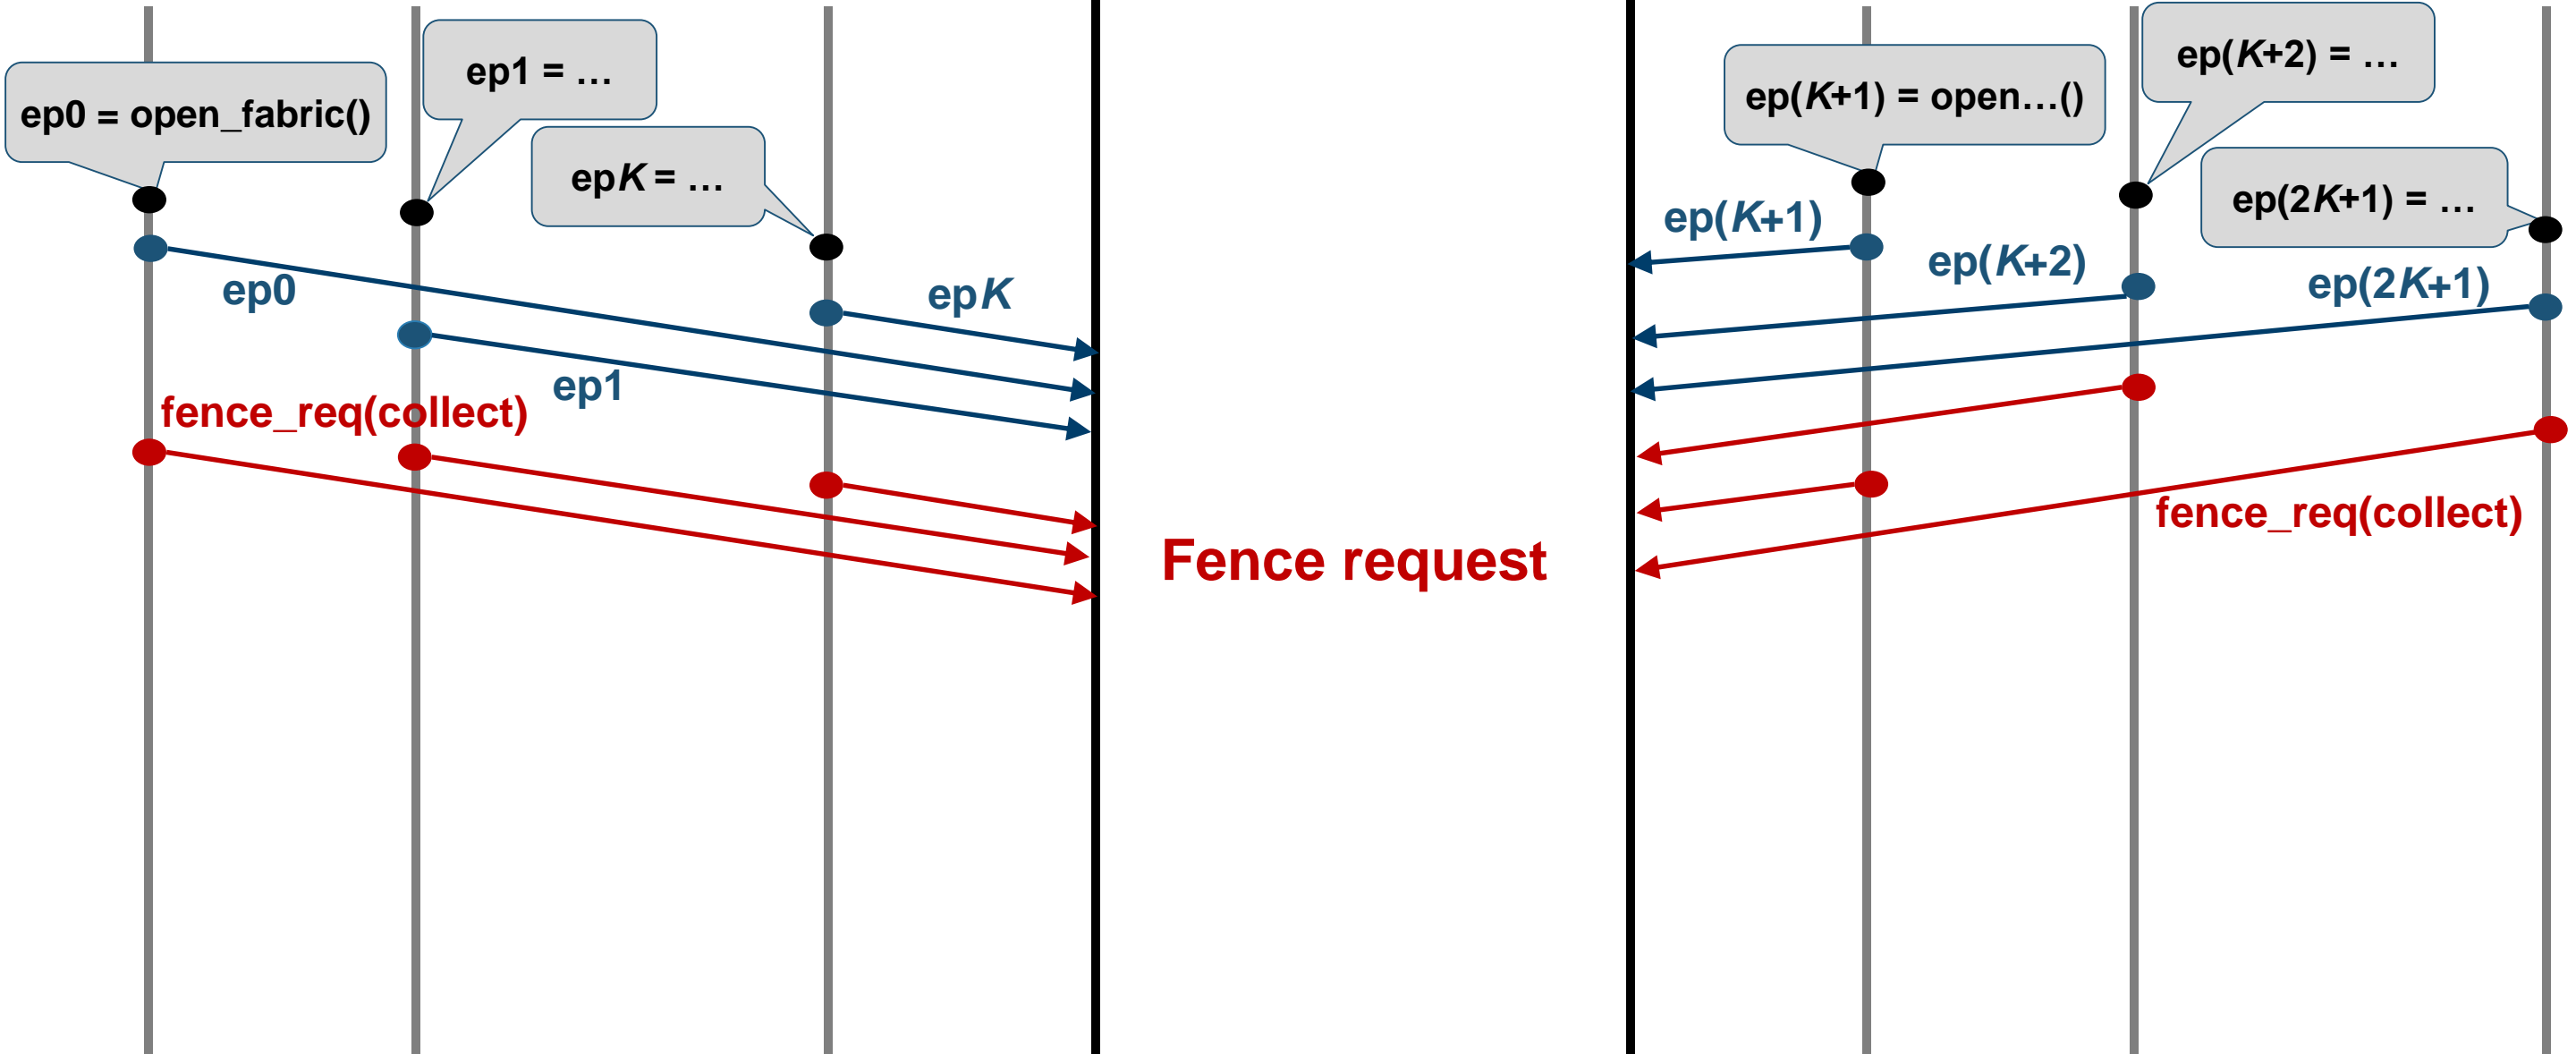 ep0 = open_fabric()
ep1 = …
epK = …
ep(K+1) = open…()
ep(K+2) = …
ep(2K+1) = …
ep0
ep1
epK
ep(K+1)
ep(K+2)
ep(2K+1)
fence_req(collect)
Fence request
fence_req(collect)